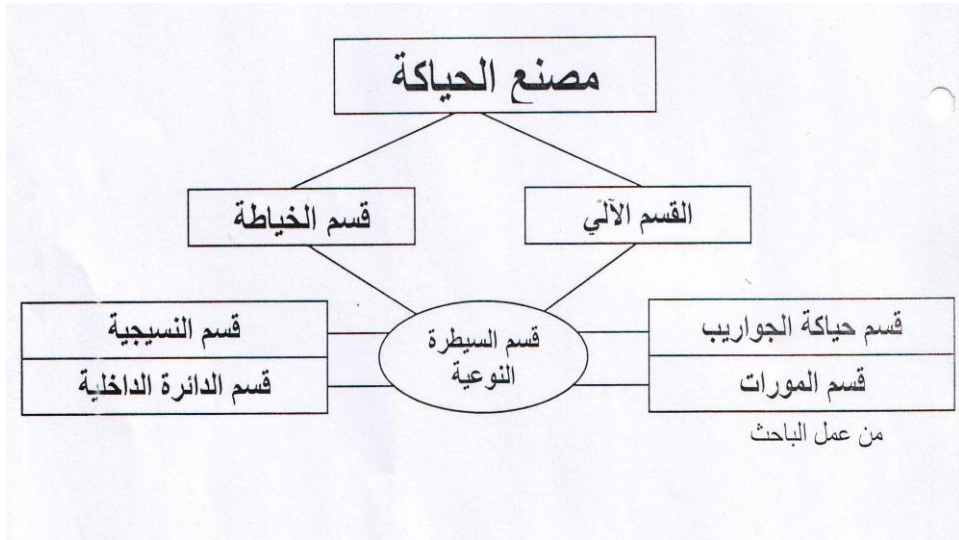 مصنع الحياكة
القسم الآلي
قسم الخياطة
قسم السيطرة
النوعية
قسم حياكة الجواريب
قسم المورات
قسم النسيجية
قسم الدائرة الداخلية
من عمل الباحث